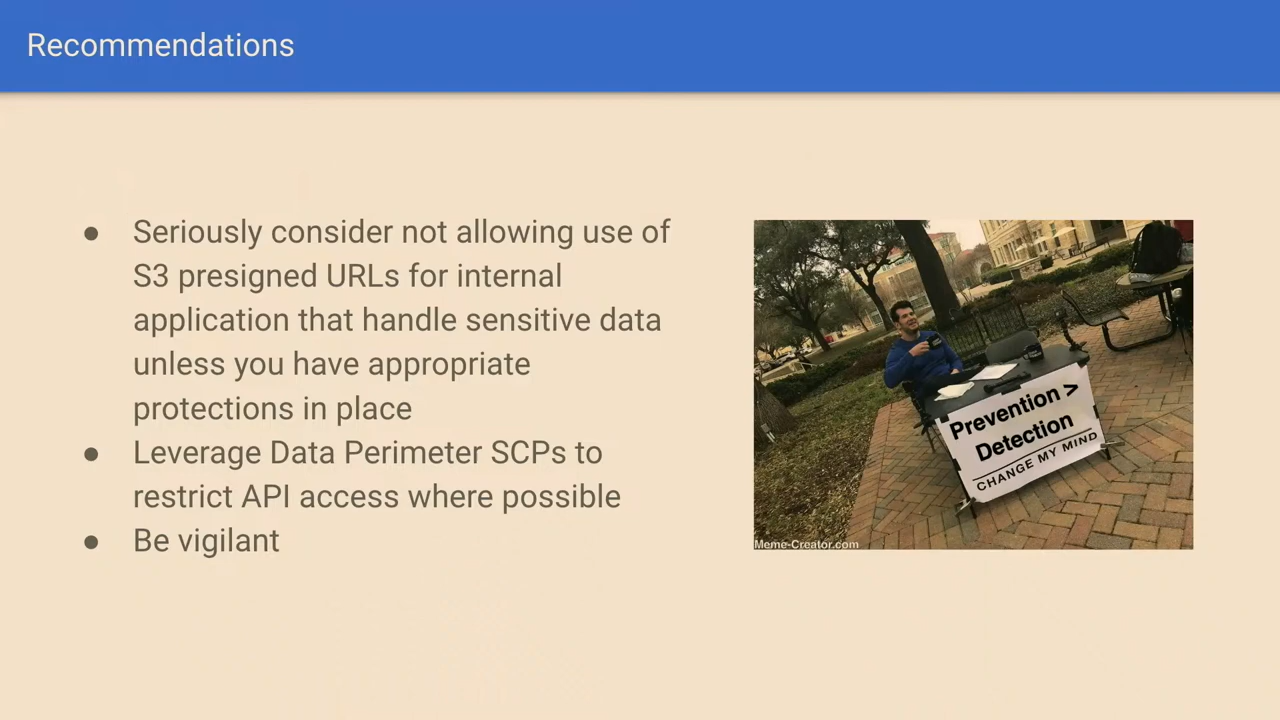 Recommendations
● Seriously consider not allowing use of
S3 presigned URLs for internal
application that handle sensitive data
unless you have appropriate
protections in place
● Leverage Data Perimeter SCPs to
restrict API access where possible
● Be vigilant
Prevention >
Detection
CHANGE MY MIND
Meme-Creator.com